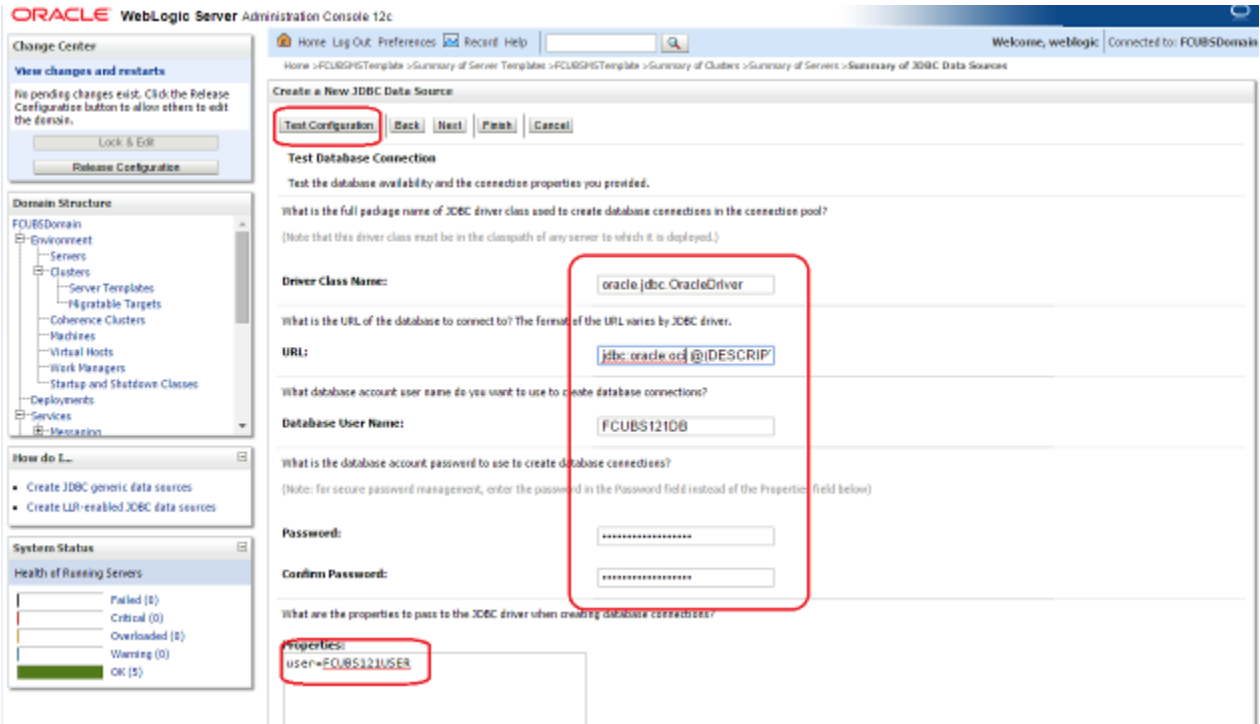 ORACLE WebLogic Server Administration Console 12c
Change Center
View changes and restarts
No pending changes exist. Click the Release
Configuration button to allow others to edit
the domain.
Lock & Edit
Release Configuration
Domain Structure
FCUBSDomain
Environment
Servers
Clusters
Server Templates
Migratable Targets
Coherence Clusters
Machines
Virtual Hosts
Work Managers
Startup and Shutdown Classes
Deployments
Services
Messaging
How do I...
Create JDBC generic data sources
Create LLR-enabled JDBC data sources
System Status
Health of Running Servers
Failed (0)
Critical (0)
Overloaded (0)
Warning (0)
OK (5)
Home Log Out Preferences Record Help
Welcome, weblogic Connected to: FCUBSDomain
Home >FCUBSMSTemplate >Summary of Server Templates >FCUBSMSTemplate >Summary of Clusters >Summary of Servers >Summary of JDBC Data Sources
Create a New JDBC Data Source
Test Configuration Back Next Finish Cancel
Test Database Connection
Test the database availability and the connection properties you provided.
What is the full package name of JDBC driver class used to create database connections in the connection pool?
(Note that this driver class must be in the classpath of any server to which it is deployed.)
Driver Class Name: oracle.jdbc.OracleDriver
What is the URL of the database to connect to? The format of the URL varies by JDBC driver.
URL: jdbc:oracle:oci @(DESCRIPT
What database account user name do you want to use to create database connections?
Database User Name: FCUBS121DB
What is the database account password to use to create database connections?
(Note: for secure password management, enter the password in the Password field instead of the Properties field below)
Password: ••••••••••••••••••
Confirm Password: ••••••••••••••••••
What are the properties to pass to the JDBC driver when creating database connections?
Properties:
user=FCUBS121USER